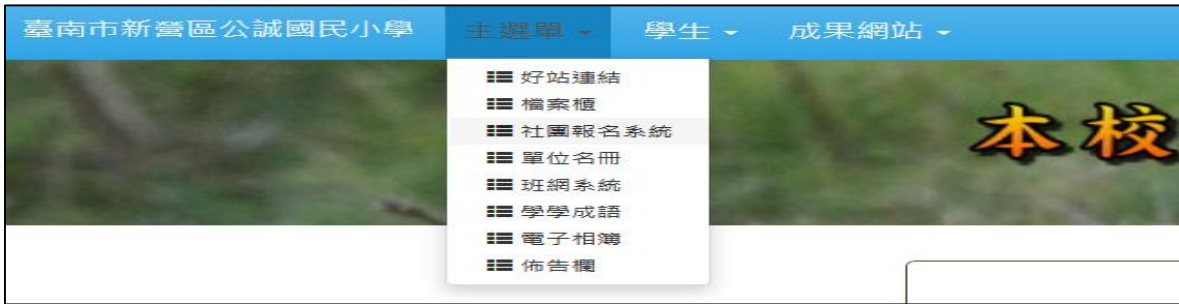 臺南市新營區公誠國民小學 主選單 學生 成果網站
好站連結
檔案櫃
社團報名系統
單位名冊
班網系統
學學成語
電子相簿
佈告欄
本校